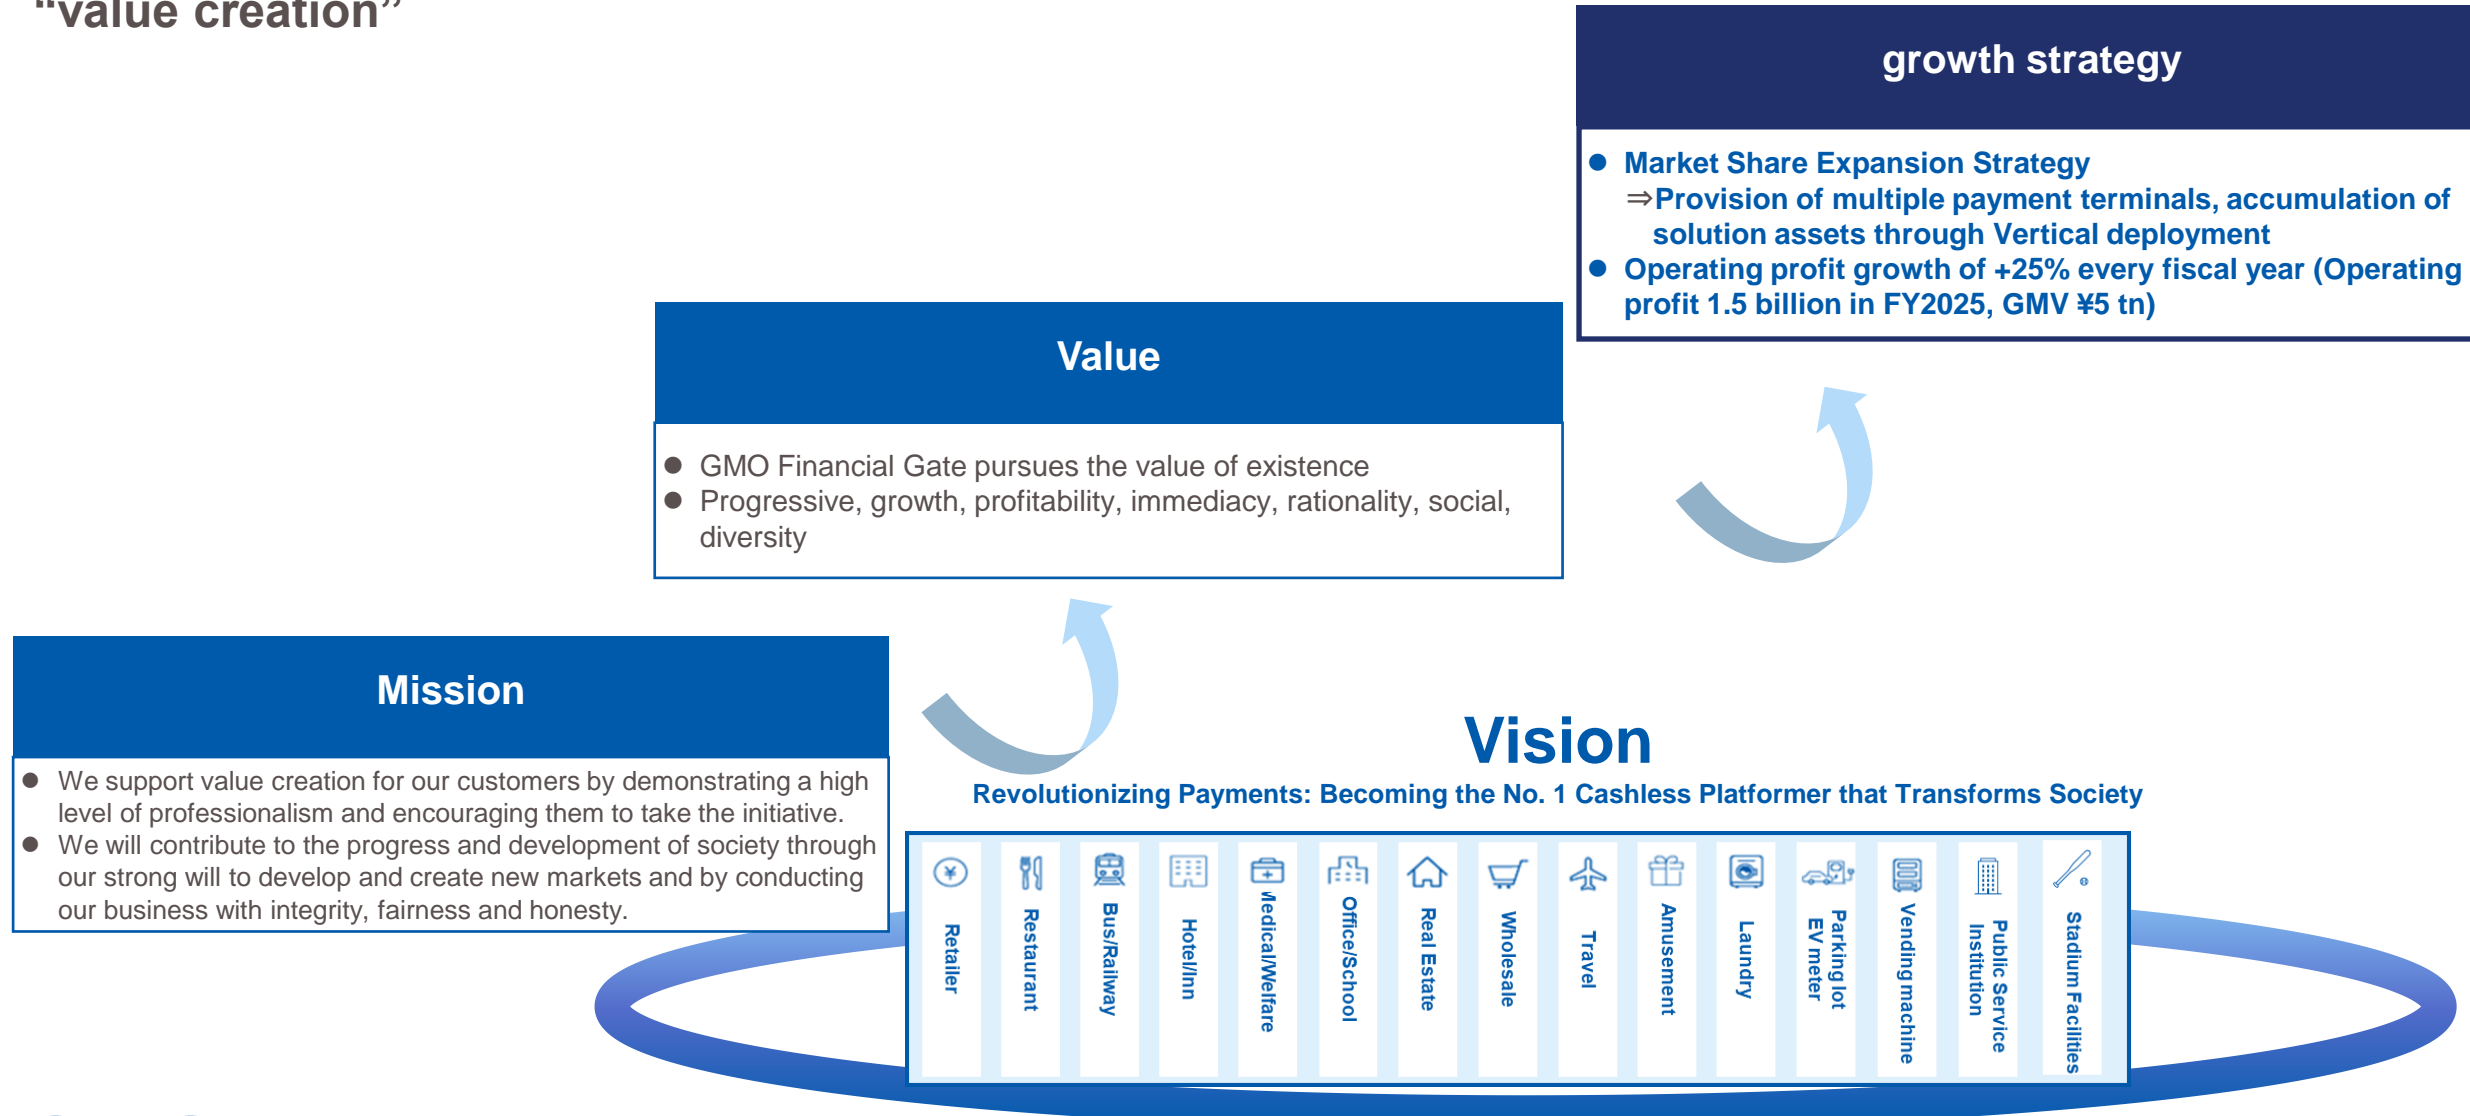 “value creation”
growth strategy
● Market Share Expansion Strategy
⇒Provision of multiple payment terminals, accumulation of
solution assets through Vertical deployment
● Operating profit growth of +25% every fiscal year (Operating
profit 1.5 billion in FY2025, GMV ¥5 tn)
Value
● GMO Financial Gate pursues the value of existence
● Progressive, growth, profitability, immediacy, rationality, social,
diversity
Mission
● We support value creation for our customers by demonstrating a high
level of professionalism and encouraging them to take the initiative.
● We will contribute to the progress and development of society through
our strong will to develop and create new markets and by conducting
our business with integrity, fairness and honesty.
Vision
Revolutionizing Payments: Becoming the No. 1 Cashless Platformer that Transforms Society
¥
Retailer
Restaurant
Bus/Railway
Hotel/Inn
Medical/Welfare
Office/School
Real Estate
Wholesale
Travel
Amusement
Laundry
Parking lot
EV meter
Vending machine
Public Service
Institution
Stadium Facilities